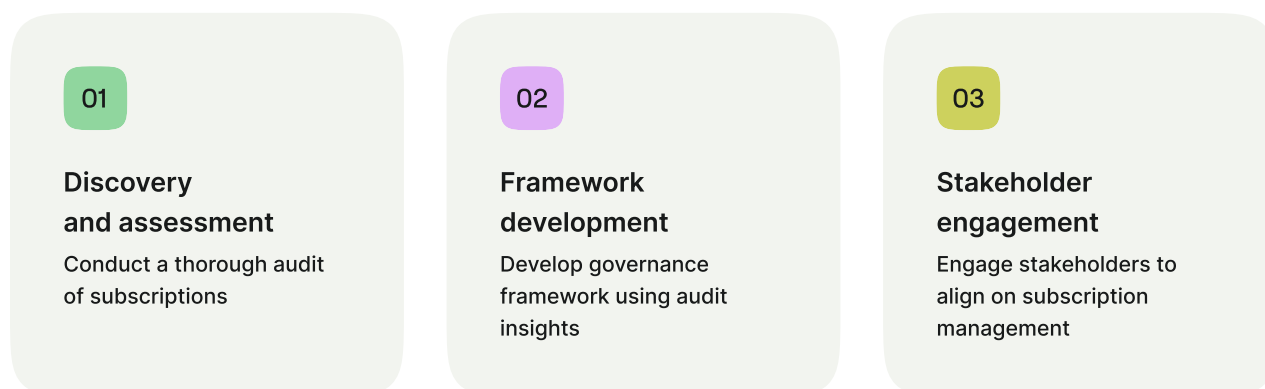 01
Discovery
and assessment
Conduct a thorough audit
of subscriptions
02
Framework
development
Develop governance
framework using audit
insights
03
Stakeholder
engagement
Engage stakeholders to
align on subscription
management